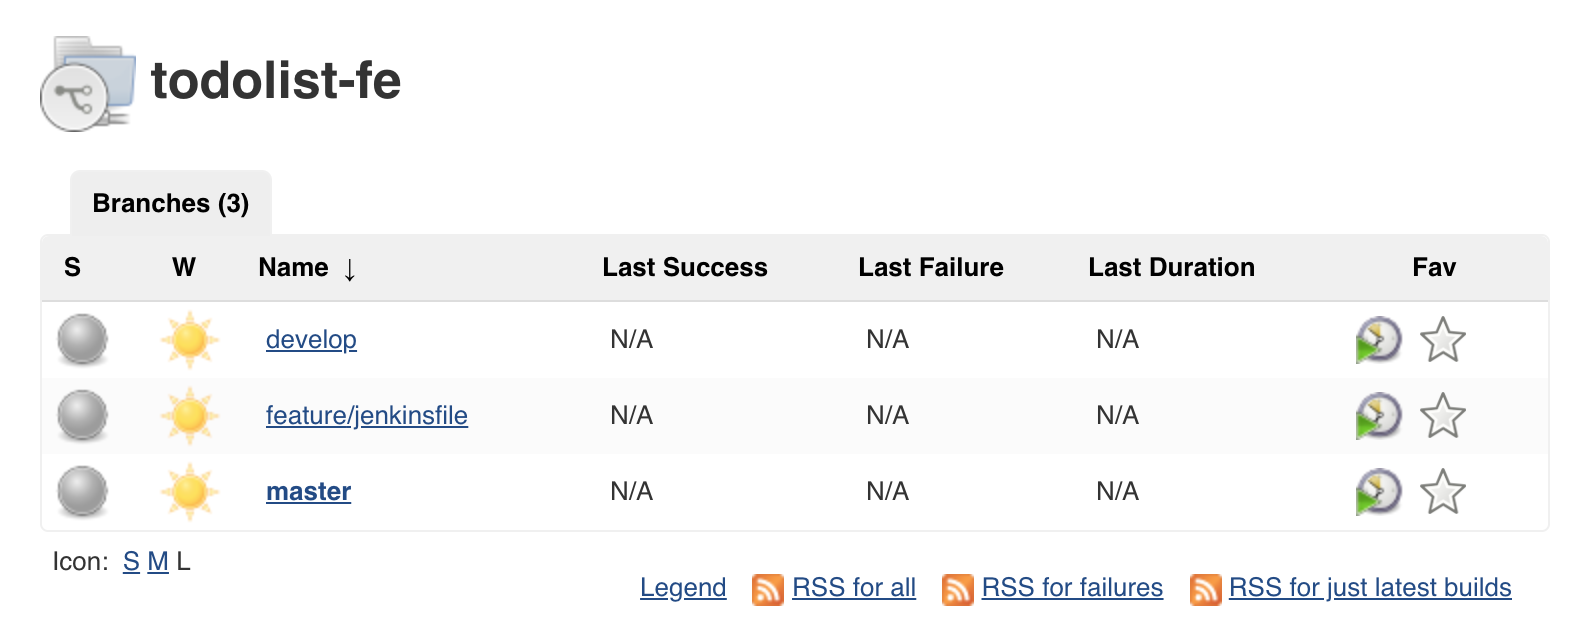 todolist-fe
Branches (3)
S W Name ↓ Last Success Last Failure Last Duration Fav
develop N/A N/A N/A
feature/jenkinsfile N/A N/A N/A
master N/A N/A N/A
Icon: S M L
Legend RSS for all RSS for failures RSS for just latest builds